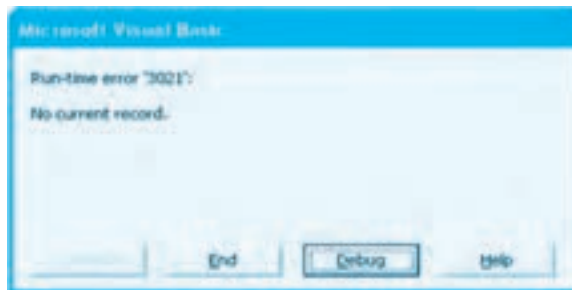 Microsoft Visual Basic
Run-time error '3021':
No current record.
End
Debug
Help